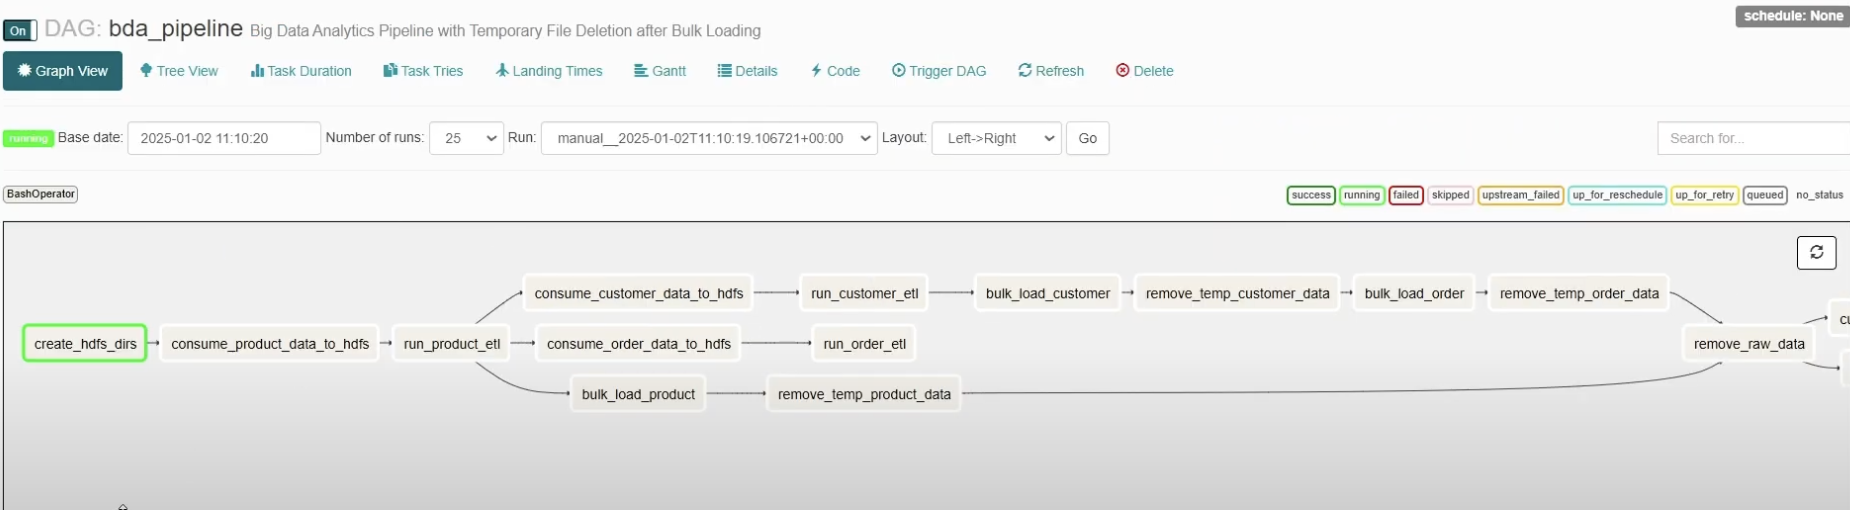 schedule: None
On DAG: bda_pipeline Big Data Analytics Pipeline with Temporary File Deletion after Bulk Loading
Graph View Tree View Task Duration Task Tries Landing Times Gantt Details Code Trigger DAG Refresh Delete
running Base date: 2025-01-02 11:10:20 Number of runs: 25 Run: manual__2025-01-02T11:10:19.106721+00:00 Layout: Left->Right Go Search for...
BashOperator success running failed skipped upstream_failed up_for_reschedule up_for_retry queued no_status
consume_customer_data_to_hdfs run_customer_etl bulk_load_customer remove_temp_customer_data bulk_load_order remove_temp_order_data
create_hdfs_dirs consume_product_data_to_hdfs run_product_etl consume_order_data_to_hdfs run_order_etl remove_raw_data
bulk_load_product remove_temp_product_data